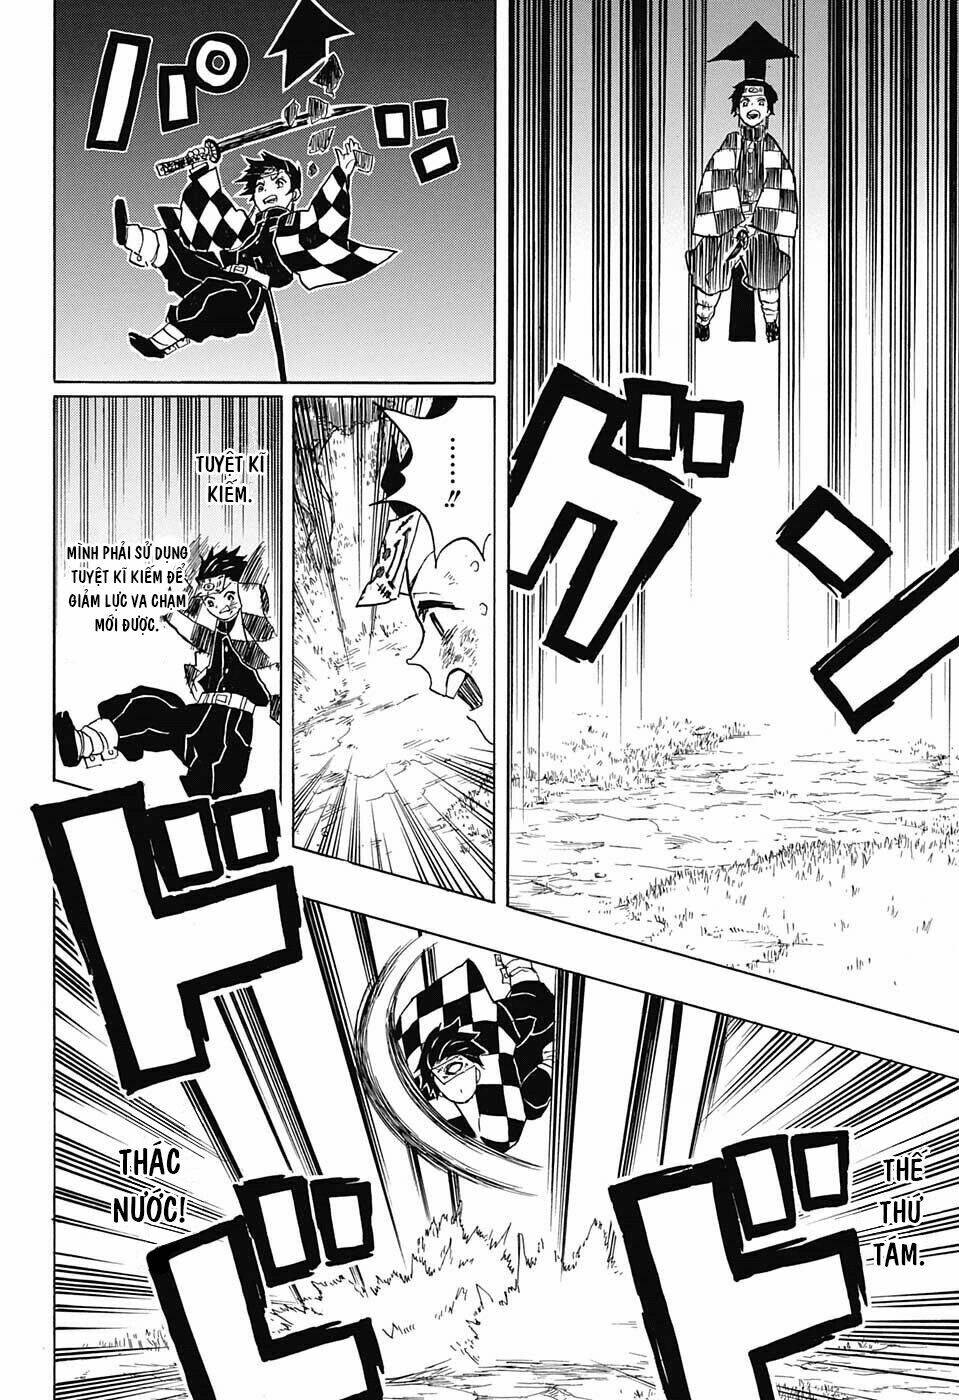 グン
パッ
‥‥‥!!
TUYỆT KĨ
KIẾM.
MÌNH PHẢI SỬ DỤNG
TUYỆT KĨ KIẾM ĐỂ
GIẢM LỰC VA CHẠM
MỚI ĐƯỢC.
ドドド
THẾ
THỨ
TÁM.
THÁC
NƯỚC!